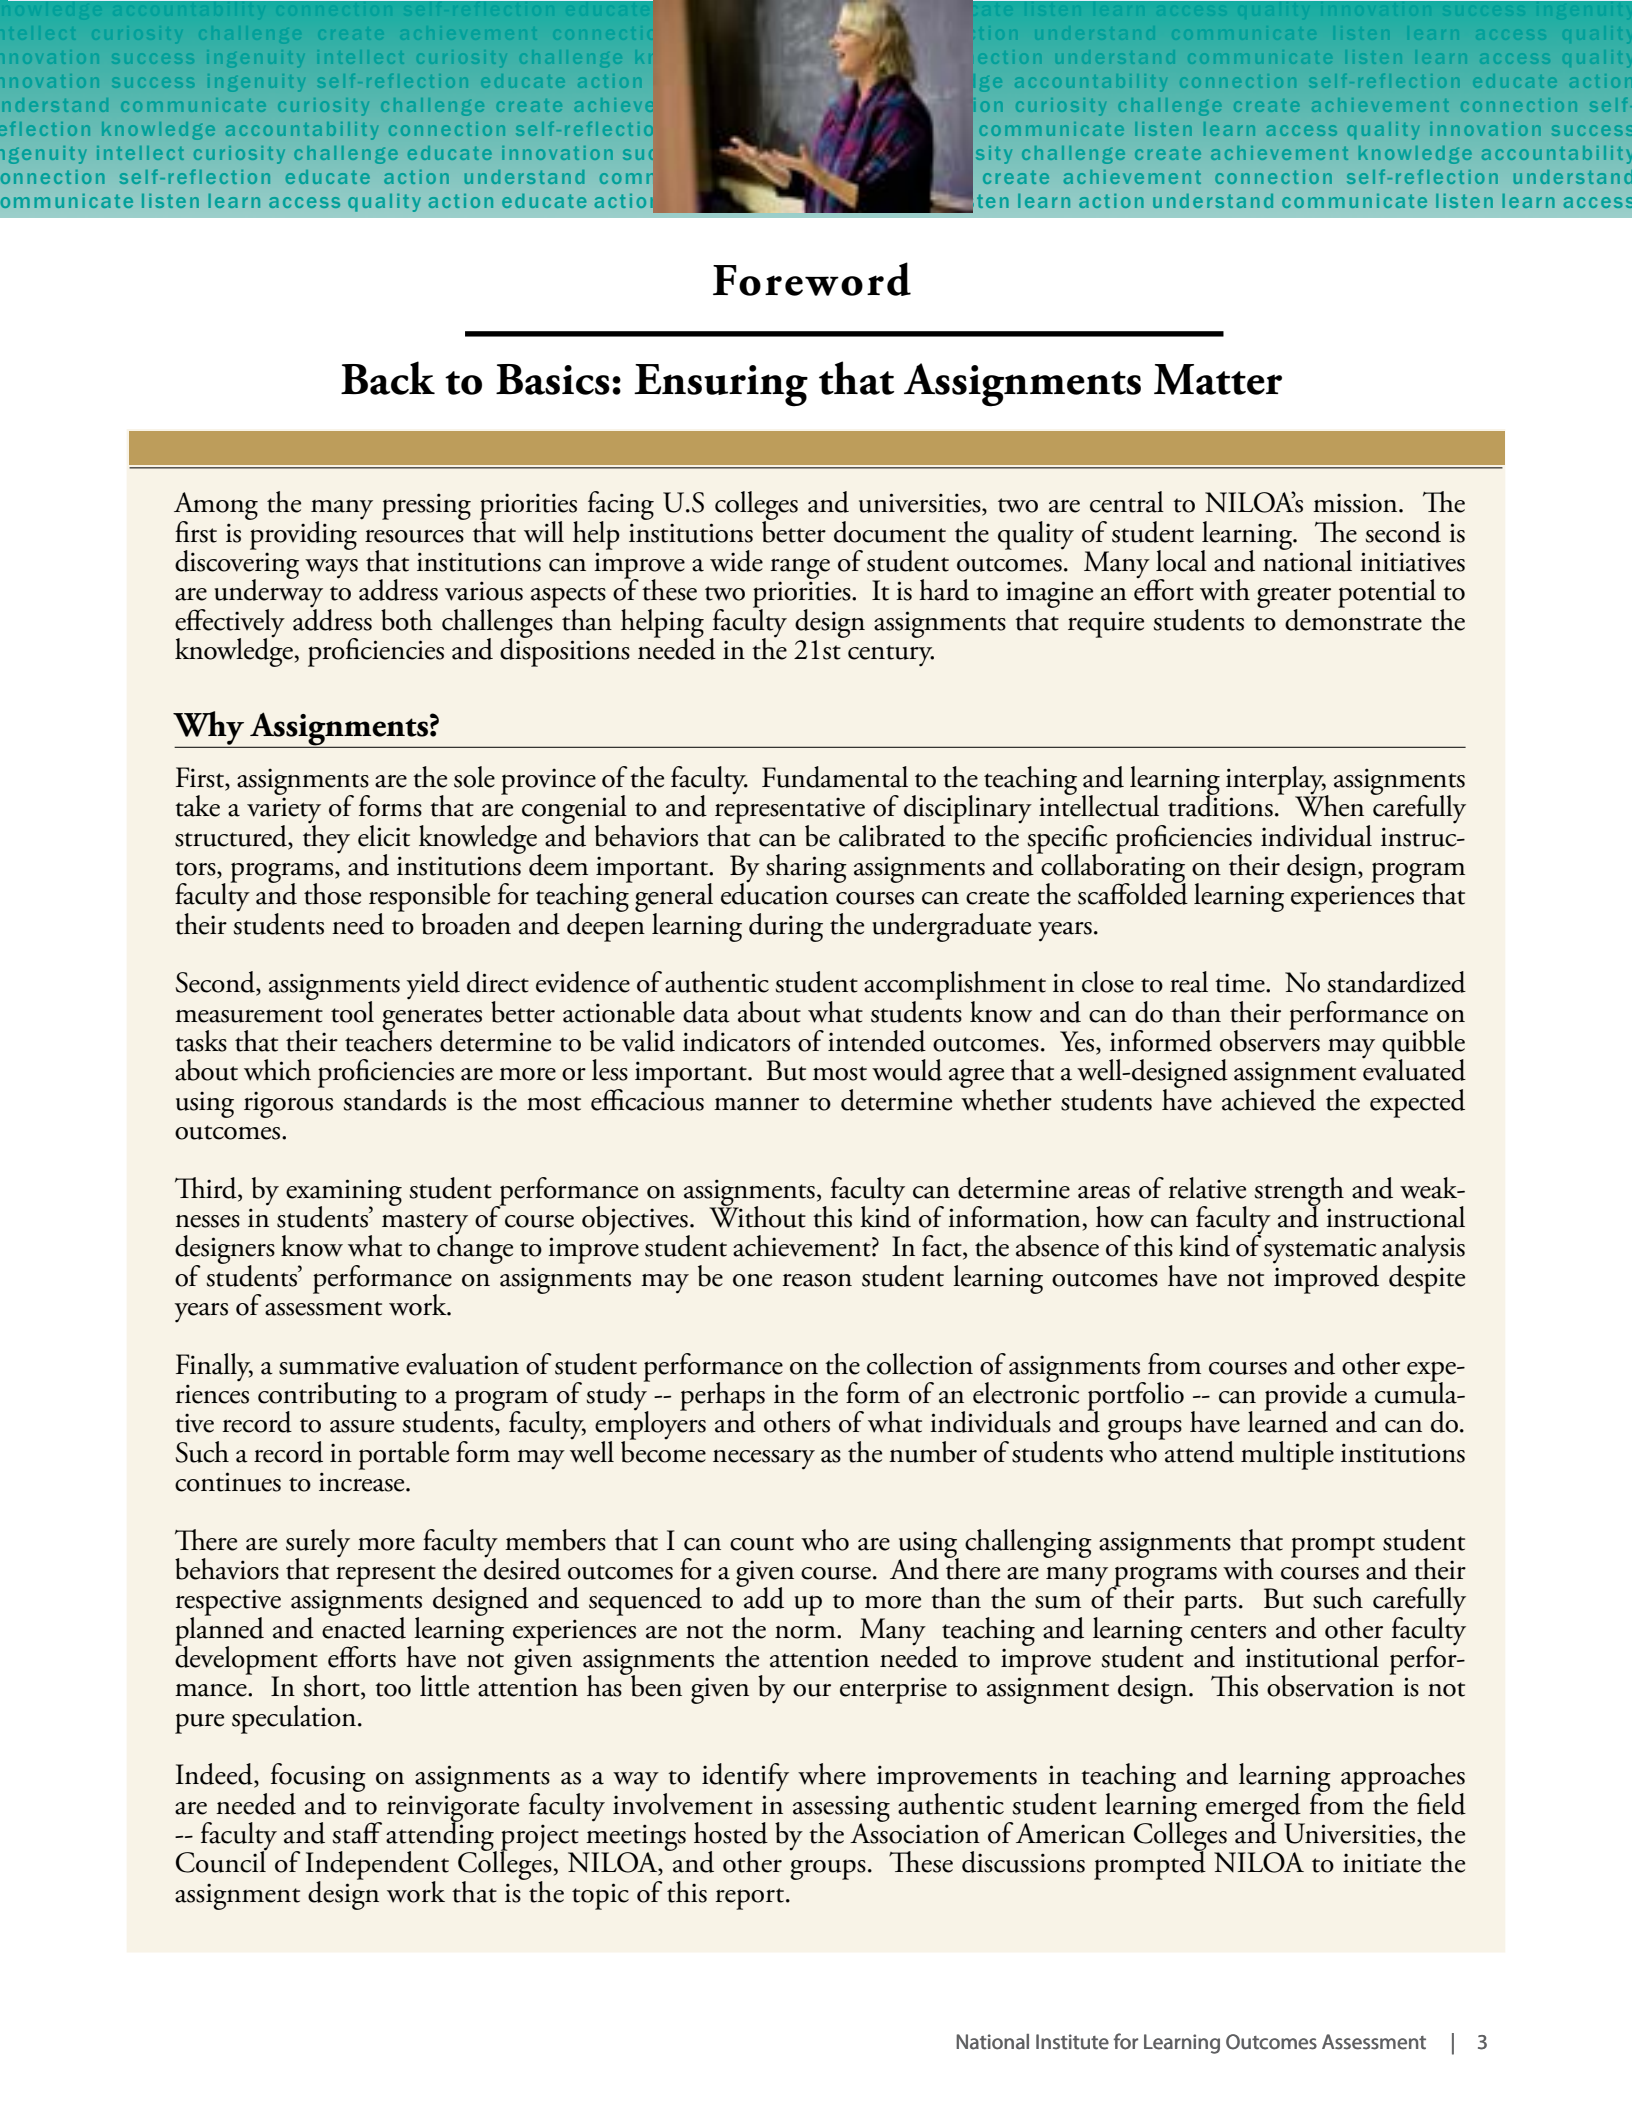 nowledge accountability connection self-reflection educate
ate listen learn access quality innovation success ingenuity
ntellect curiosity challenge create achievement connectio
tion understand communicate listen learn access quality
nnovation success ingenuity intellect curiosity challenge kn
ection understand communicate listen learn access quality
nnovation success ingenuity self-reflection educate action
ge accountability connection self-reflection educate action
nderstand communicate curiosity challenge create achieve
ion curiosity challenge create achievement connection self-
eflection knowledge accountability connection self-reflectio
communicate listen learn access quality innovation success
ngenuity intellect curiosity challenge educate innovation suc
sity challenge create achievement knowledge accountability
onnection self-reflection educate action understand comm
create achievement connection self-reflection understand
ommunicate listen learn access quality action educate action
ten learn action understand communicate listen learn access
Foreword
Back to Basics: Ensuring that Assignments Matter
Among the many pressing priorities facing U.S colleges and universities, two are central to NILOA's mission. The
first is providing resources that will help institutions better document the quality of student learning. The second is
discovering ways that institutions can improve a wide range of student outcomes. Many local and national initiatives
are underway to address various aspects of these two priorities. It is hard to imagine an effort with greater potential to
effectively address both challenges than helping faculty design assignments that require students to demonstrate the
knowledge, proficiencies and dispositions needed in the 21st century.
Why Assignments?
First, assignments are the sole province of the faculty. Fundamental to the teaching and learning interplay, assignments
take a variety of forms that are congenial to and representative of disciplinary intellectual traditions. When carefully
structured, they elicit knowledge and behaviors that can be calibrated to the specific proficiencies individual instruc-
tors, programs, and institutions deem important. By sharing assignments and collaborating on their design, program
faculty and those responsible for teaching general education courses can create the scaffolded learning experiences that
their students need to broaden and deepen learning during the undergraduate years.
Second, assignments yield direct evidence of authentic student accomplishment in close to real time. No standardized
measurement tool generates better actionable data about what students know and can do than their performance on
tasks that their teachers determine to be valid indicators of intended outcomes. Yes, informed observers may quibble
about which proficiencies are more or less important. But most would agree that a well-designed assignment evaluated
using rigorous standards is the most efficacious manner to determine whether students have achieved the expected
outcomes.
Third, by examining student performance on assignments, faculty can determine areas of relative strength and weak-
nesses in students' mastery of course objectives. Without this kind of information, how can faculty and instructional
designers know what to change to improve student achievement? In fact, the absence of this kind of systematic analysis
of students' performance on assignments may be one reason student learning outcomes have not improved despite
years of assessment work.
Finally, a summative evaluation of student performance on the collection of assignments from courses and other expe-
riences contributing to a program of study -- perhaps in the form of an electronic portfolio -- can provide a cumula-
tive record to assure students, faculty, employers and others of what individuals and groups have learned and can do.
Such a record in portable form may well become necessary as the number of students who attend multiple institutions
continues to increase.
There are surely more faculty members that I can count who are using challenging assignments that prompt student
behaviors that represent the desired outcomes for a given course. And there are many programs with courses and their
respective assignments designed and sequenced to add up to more than the sum of their parts. But such carefully
planned and enacted learning experiences are not the norm. Many teaching and learning centers and other faculty
development efforts have not given assignments the attention needed to improve student and institutional perfor-
mance. In short, too little attention has been given by our enterprise to assignment design. This observation is not
pure speculation.
Indeed, focusing on assignments as a way to identify where improvements in teaching and learning approaches
are needed and to reinvigorate faculty involvement in assessing authentic student learning emerged from the field
-- faculty and staff attending project meetings hosted by the Association of American Colleges and Universities, the
Council of Independent Colleges, NILOA, and other groups. These discussions prompted NILOA to initiate the
assignment design work that is the topic of this report.
National Institute for Learning Outcomes Assessment | 3